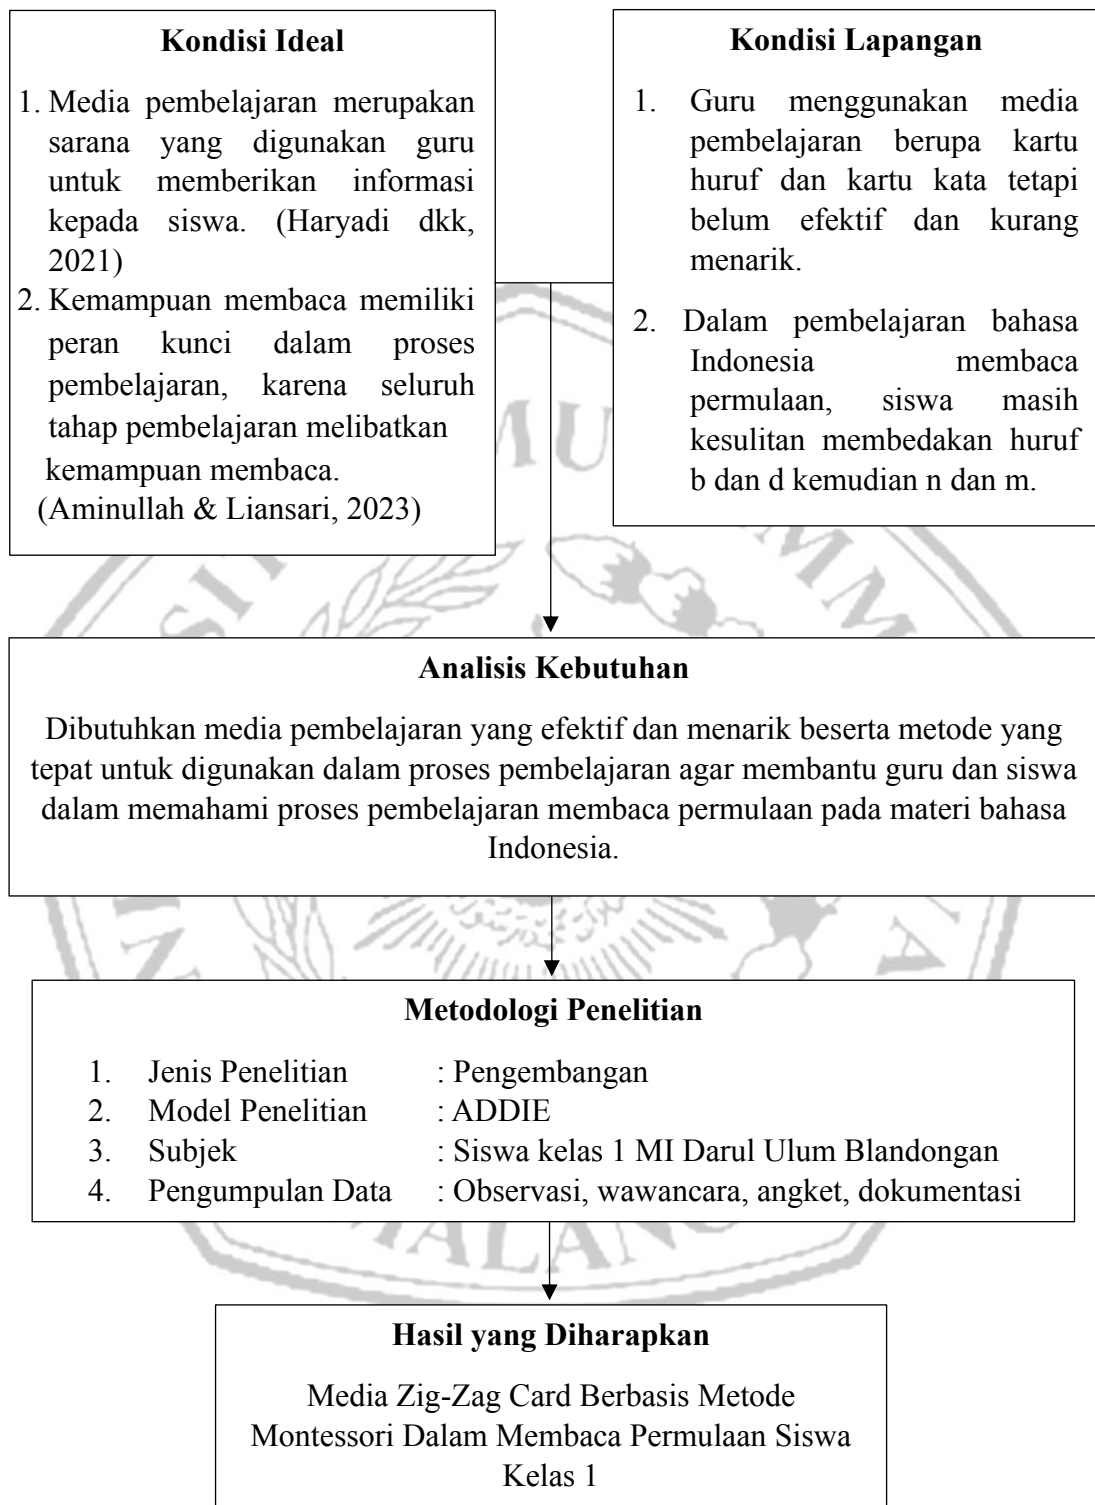 Kondisi Ideal
1. Media pembelajaran merupakan
sarana yang digunakan guru
untuk memberikan informasi
kepada siswa. (Haryadi dkk,
2021)
2. Kemampuan membaca memiliki
peran kunci dalam proses
pembelajaran, karena seluruh
tahap pembelajaran melibatkan
kemampuan membaca.
(Aminullah & Liansari, 2023)
Kondisi Lapangan
1. Guru menggunakan media
pembelajaran berupa kartu
huruf dan kartu kata tetapi
belum efektif dan kurang
menarik.
2. Dalam pembelajaran bahasa
Indonesia membaca
permulaan, siswa masih
kesulitan membedakan huruf
b dan d kemudian n dan m.
Analisis Kebutuhan
Dibutuhkan media pembelajaran yang efektif dan menarik beserta metode yang
tepat untuk digunakan dalam proses pembelajaran agar membantu guru dan siswa
dalam memahami proses pembelajaran membaca permulaan pada materi bahasa
Indonesia.
Metodologi Penelitian
1. Jenis Penelitian : Pengembangan
2. Model Penelitian : ADDIE
3. Subjek : Siswa kelas 1 MI Darul Ulum Blandongan
4. Pengumpulan Data : Observasi, wawancara, angket, dokumentasi
Hasil yang Diharapkan
Media Zig-Zag Card Berbasis Metode
Montessori Dalam Membaca Permulaan Siswa
Kelas 1